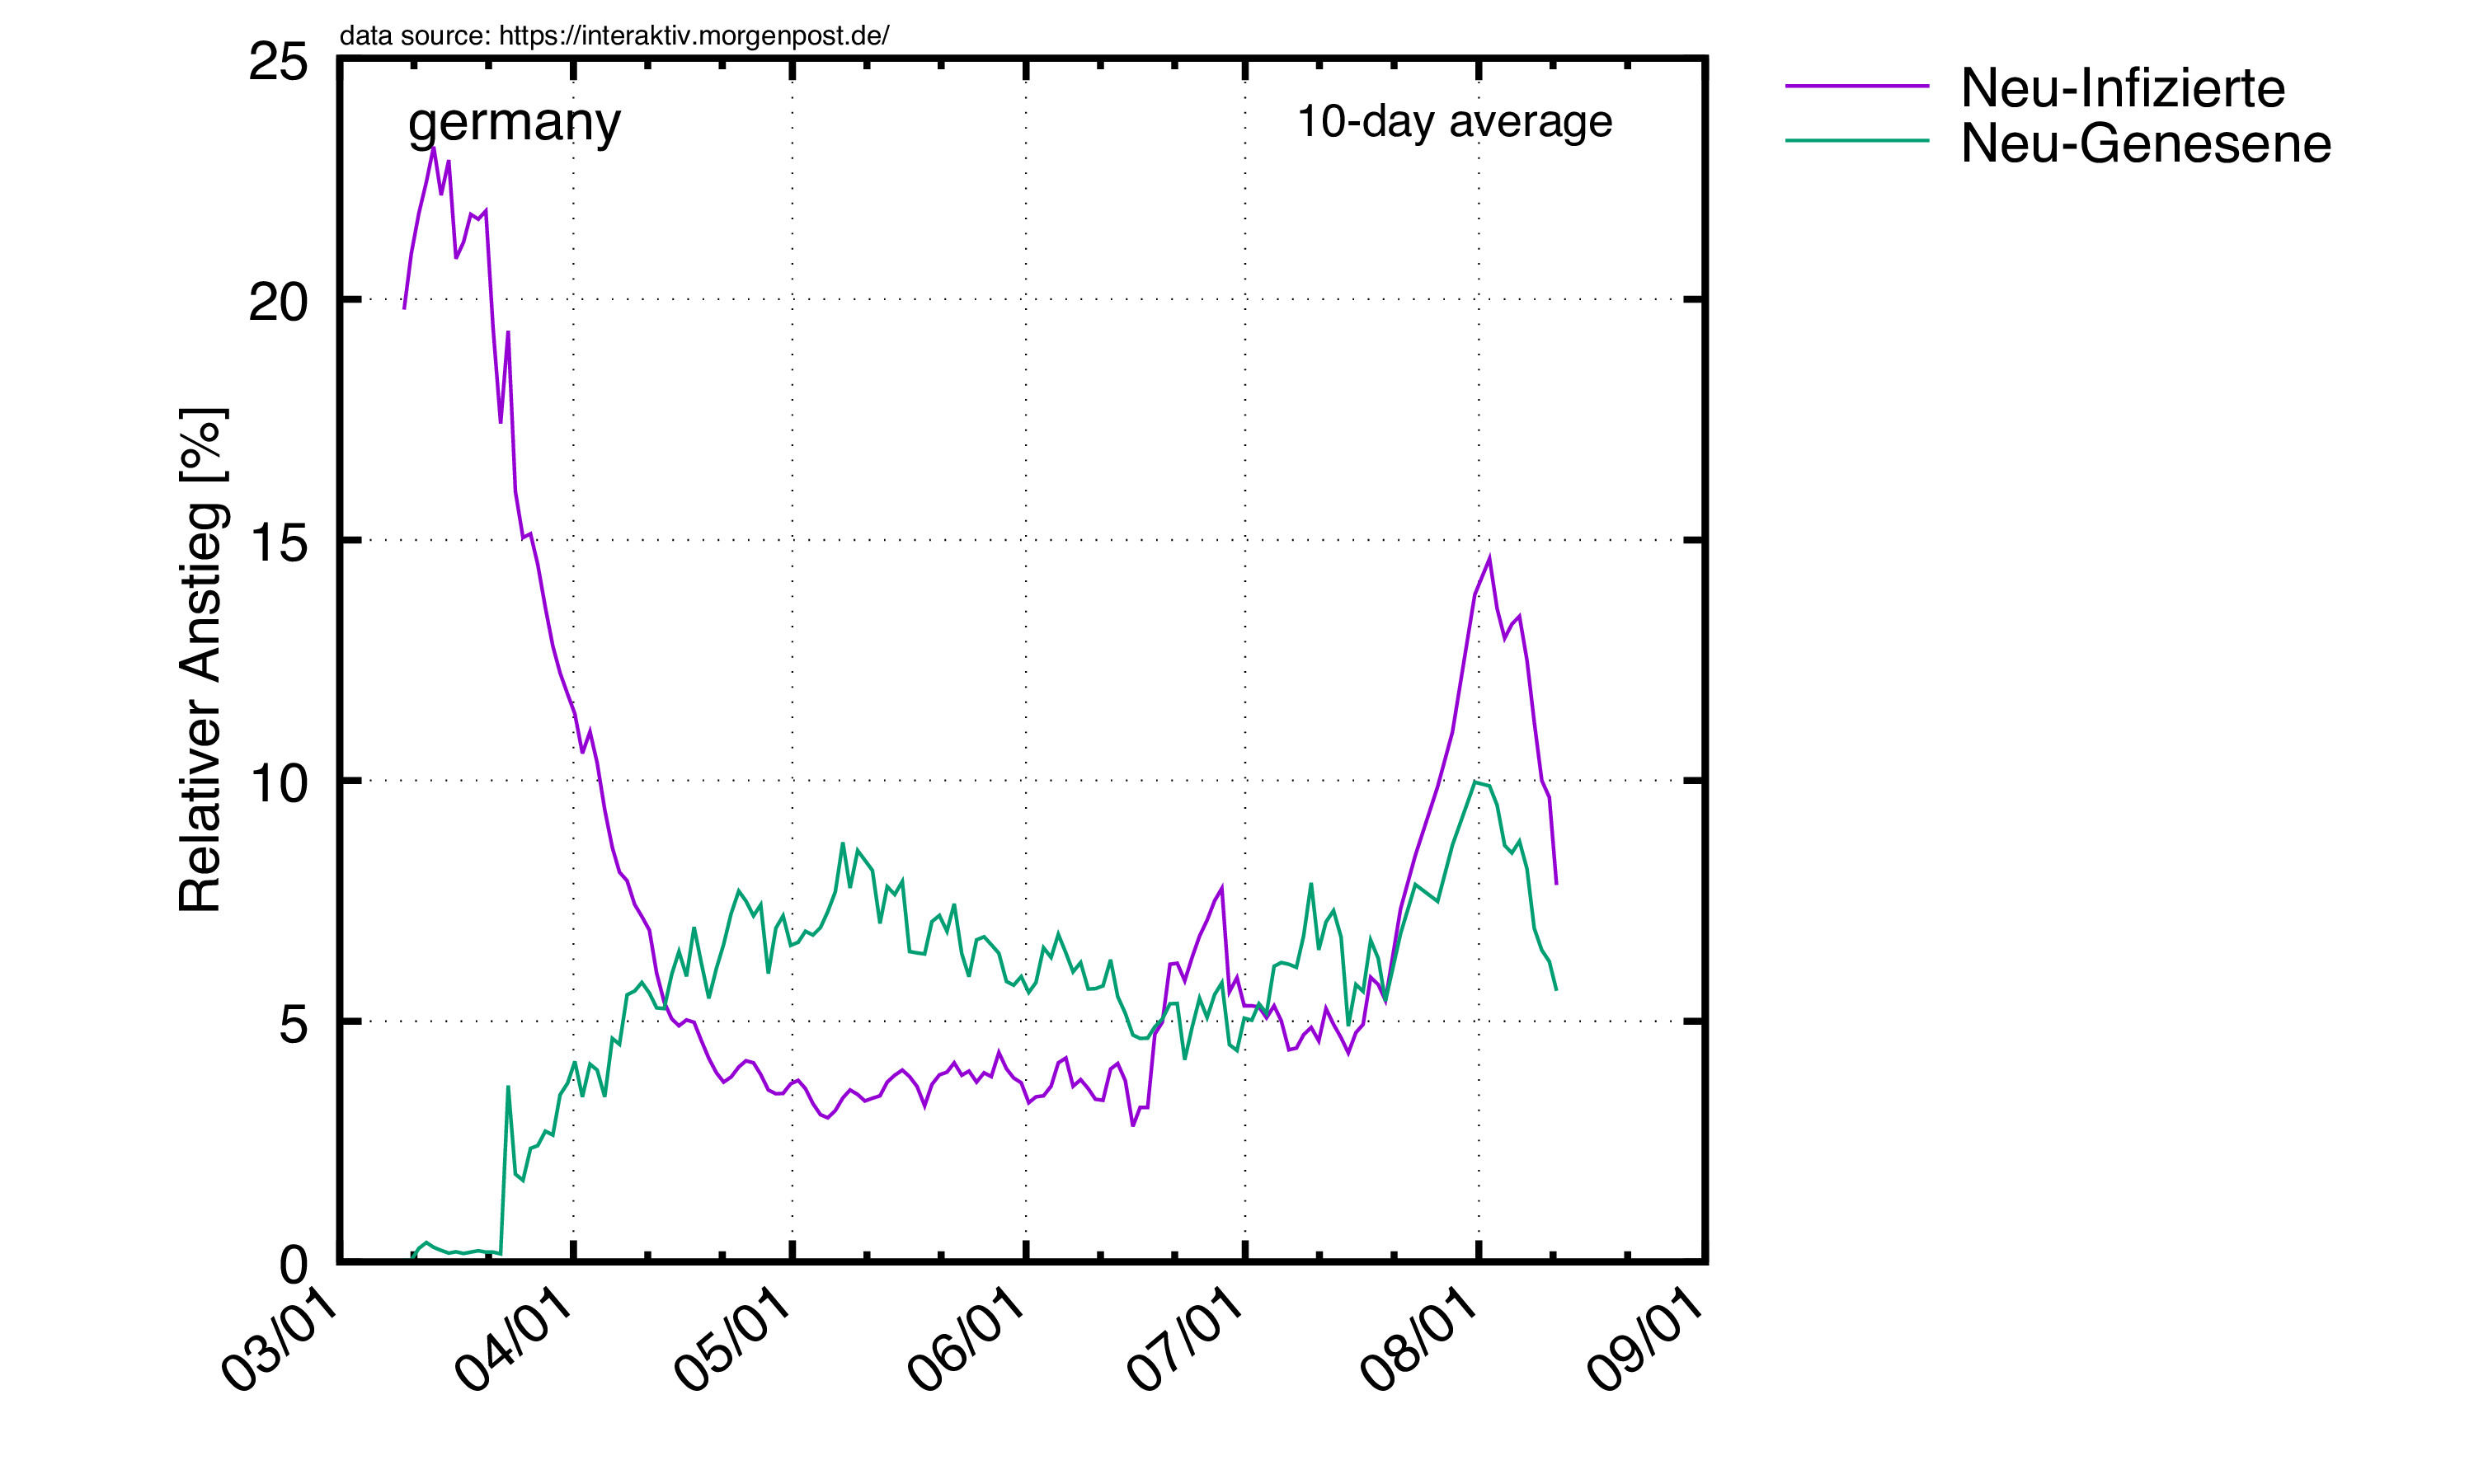 data source: https://interaktiv.morgenpost.de/
germany
10-day average
Neu-Infizierte
Neu-Genesene
Relativer Anstieg [%]
25
20
15
10
5
0
03/01
04/01
05/01
06/01
07/01
08/01
09/01